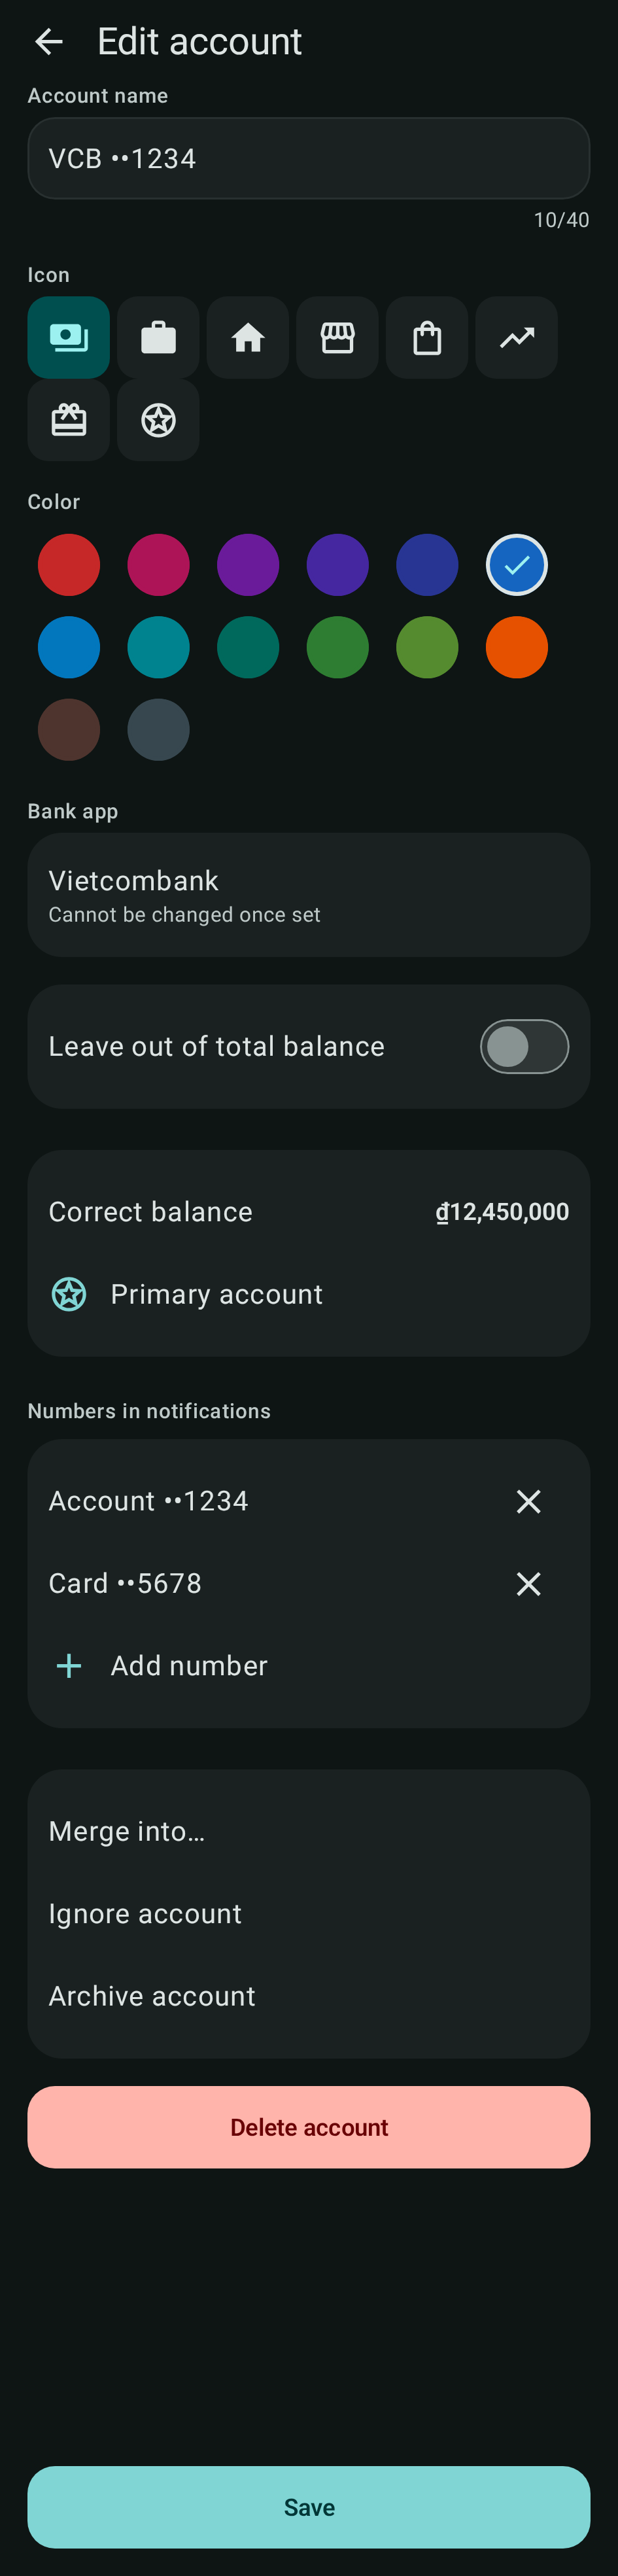 Edit account
Account name
VCB ••1234
10/40
Icon
Color
Bank app
Vietcombank
Cannot be changed once set
Leave out of total balance
Correct balance
₫12,450,000
Primary account
Numbers in notifications
Account ••1234
Card ••5678
Add number
Merge into…
Ignore account
Archive account
Delete account
Save